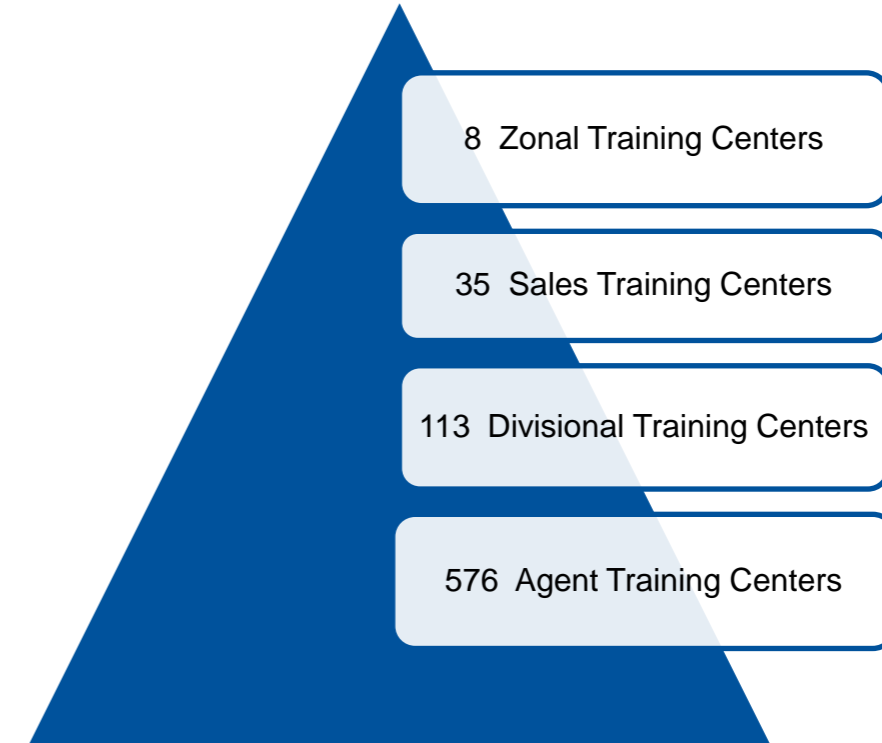 8 Zonal Training Centers
35 Sales Training Centers
113 Divisional Training Centers
576 Agent Training Centers